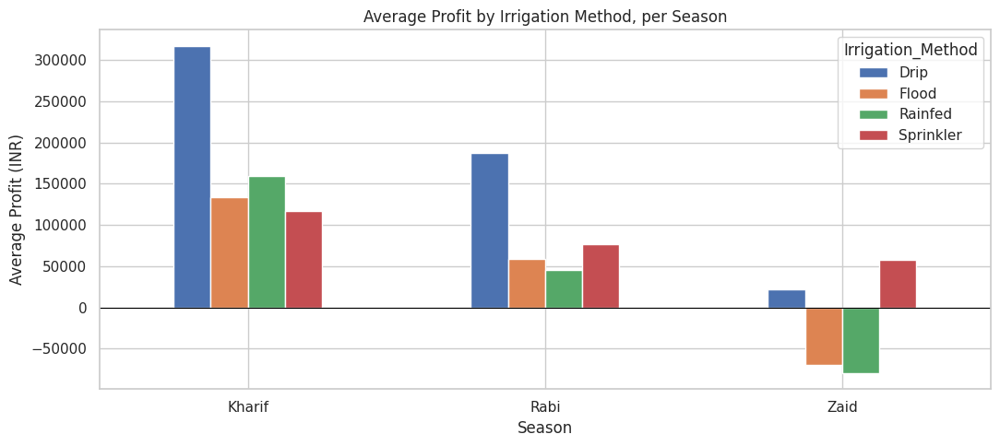 Average Profit by Irrigation Method, per Season
Average Profit (INR)
300000
250000
200000
150000
100000
50000
0
−50000
Irrigation_Method
Drip
Flood
Rainfed
Sprinkler
Kharif
Rabi
Zaid
Season